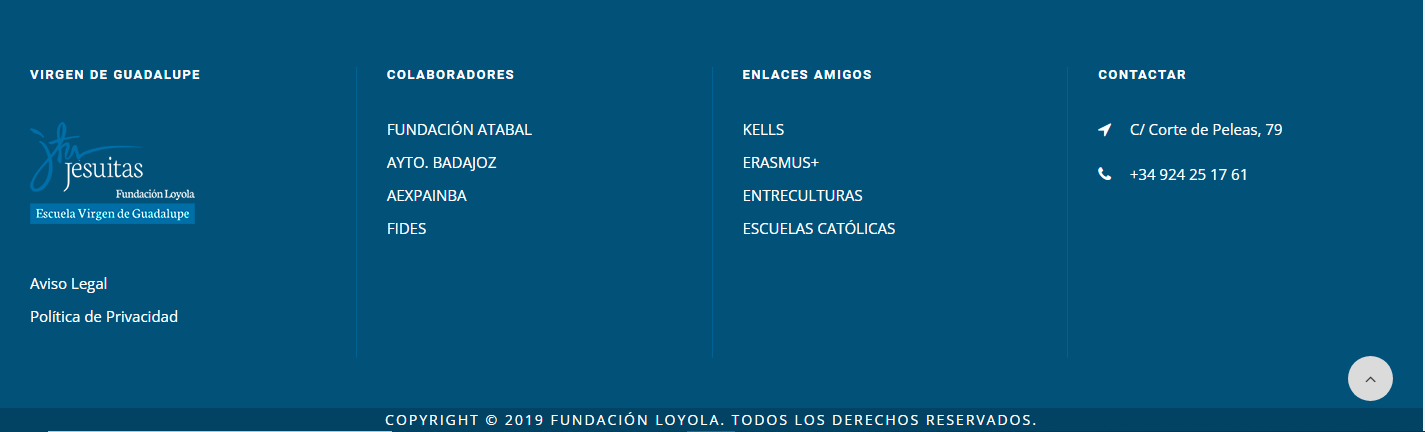 VIRGEN DE GUADALUPE
jhs
Jesuitas
Fundación Loyola
Escuela Virgen de Guadalupe
Aviso Legal
Política de Privacidad
COLABORADORES
FUNDACIÓN ATABAL
AYTO. BADAJOZ
AEXPAINBA
FIDES
ENLACES AMIGOS
KELLS
ERASMUS+
ENTRECULTURAS
ESCUELAS CATÓLICAS
CONTACTAR
C/ Corte de Peleas, 79
+34 924 25 17 61
COPYRIGHT © 2019 FUNDACIÓN LOYOLA. TODOS LOS DERECHOS RESERVADOS.